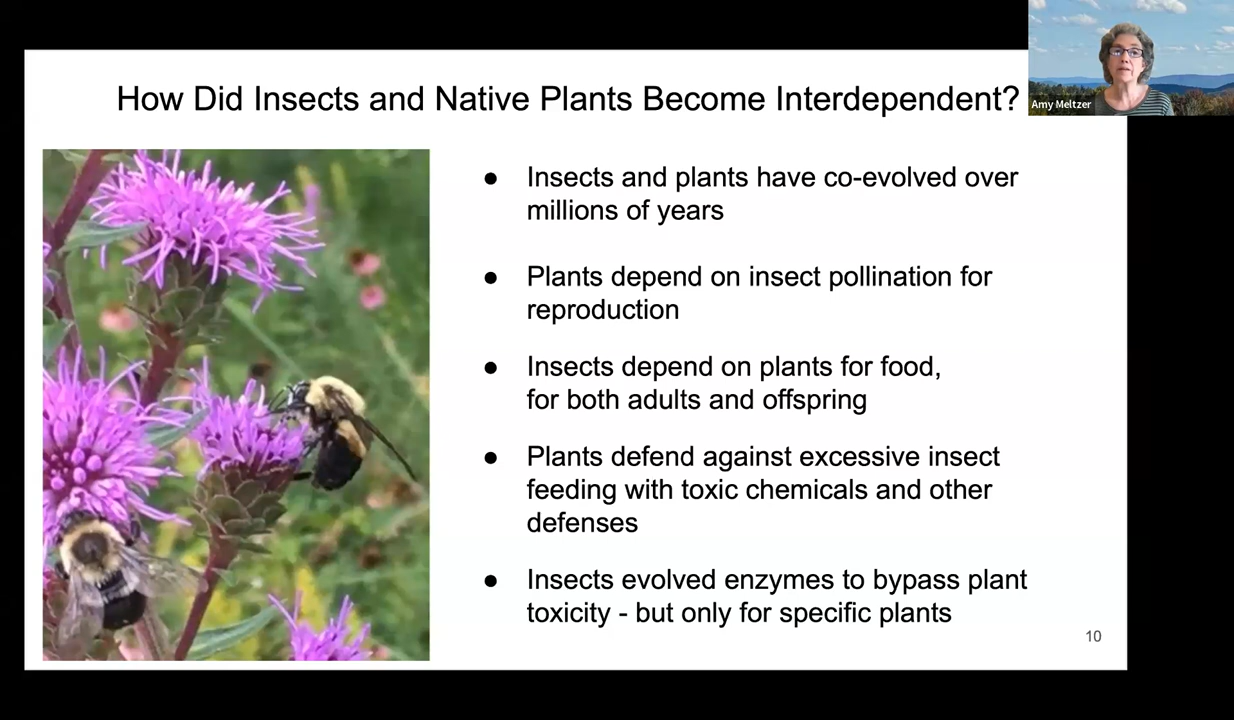 How Did Insects and Native Plants Become Interdependent?
Amy Meltzer
● Insects and plants have co-evolved over
millions of years
● Plants depend on insect pollination for
reproduction
● Insects depend on plants for food,
for both adults and offspring
● Plants defend against excessive insect
feeding with toxic chemicals and other
defenses
● Insects evolved enzymes to bypass plant
toxicity - but only for specific plants
10